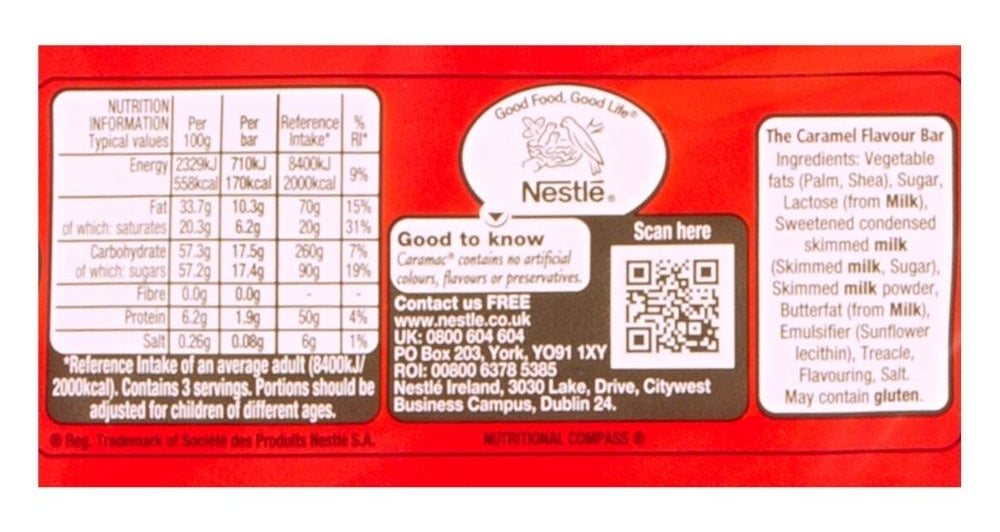 NUTRITION
INFORMATION Per Per Reference %
Typical values 100g bar Intake* RI*
Energy 2329kJ 710kJ 8400kJ 9%
558kcal 170kcal 2000kcal
Fat 33.7g 10.3g 70g 15%
of which: saturates 20.3g 6.2g 20g 31%
Carbohydrate 57.3g 17.5g 260g 7%
of which: sugars 57.2g 17.4g 90g 19%
Fibre 0.0g 0.0g - -
Protein 6.2g 1.9g 50g 4%
Salt 0.26g 0.08g 6g 1%
*Reference Intake of an average adult (8400kJ/
2000kcal). Contains 3 servings. Portions should be
adjusted for children of different ages.
® Reg. Trademark of Société des Produits Nestlé S.A.
Good Food, Good Life®
Nestlé®
Good to know
Caramac® contains no artificial
colours, flavours or preservatives.
Contact us FREE
www.nestle.co.uk
UK: 0800 604 604
PO Box 203, York, YO91 1XY
ROI: 00800 6378 5385
Nestlé Ireland, 3030 Lake, Drive, Citywest
Business Campus, Dublin 24.
Scan here
NUTRITIONAL COMPASS ®
The Caramel Flavour Bar
Ingredients: Vegetable
fats (Palm, Shea), Sugar,
Lactose (from Milk),
Sweetened condensed
skimmed milk
(Skimmed milk, Sugar),
Skimmed milk powder,
Butterfat (from Milk),
Emulsifier (Sunflower
lecithin), Treacle,
Flavouring, Salt.
May contain gluten.